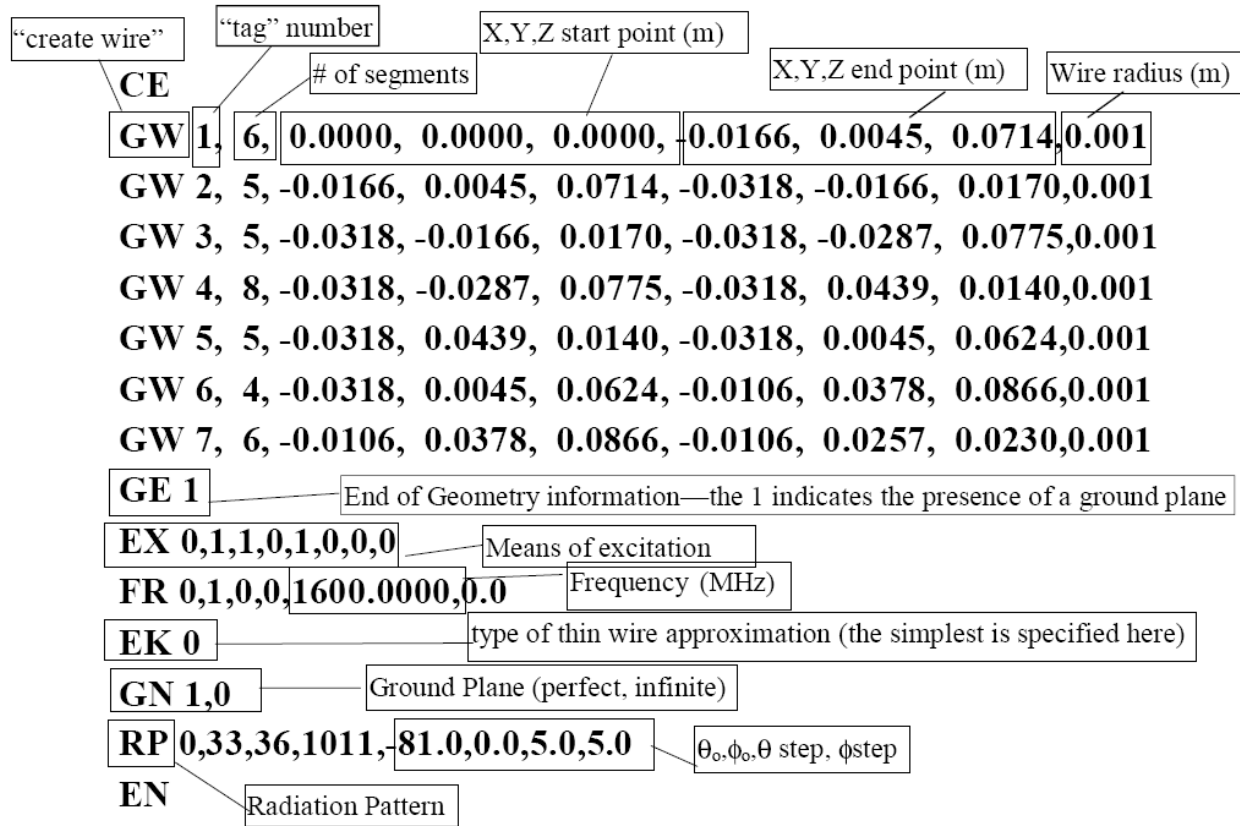 "create wire"
"tag" number
# of segments
X,Y,Z start point (m)
X,Y,Z end point (m)
Wire radius (m)
CE
GW 1, 6, 0.0000, 0.0000, 0.0000, -0.0166, 0.0045, 0.0714,0.001
GW 2, 5, -0.0166, 0.0045, 0.0714, -0.0318, -0.0166, 0.0170,0.001
GW 3, 5, -0.0318, -0.0166, 0.0170, -0.0318, -0.0287, 0.0775,0.001
GW 4, 8, -0.0318, -0.0287, 0.0775, -0.0318, 0.0439, 0.0140,0.001
GW 5, 5, -0.0318, 0.0439, 0.0140, -0.0318, 0.0045, 0.0624,0.001
GW 6, 4, -0.0318, 0.0045, 0.0624, -0.0106, 0.0378, 0.0866,0.001
GW 7, 6, -0.0106, 0.0378, 0.0866, -0.0106, 0.0257, 0.0230,0.001
GE 1
End of Geometry information—the 1 indicates the presence of a ground plane
EX 0,1,1,0,1,0,0,0
Means of excitation
FR 0,1,0,0,1600.0000,0.0
Frequency (MHz)
EK 0
type of thin wire approximation (the simplest is specified here)
GN 1,0
Ground Plane (perfect, infinite)
RP 0,33,36,1011,-81.0,0.0,5.0,5.0
θo,ϕo,θ step, ϕstep
EN
Radiation Pattern